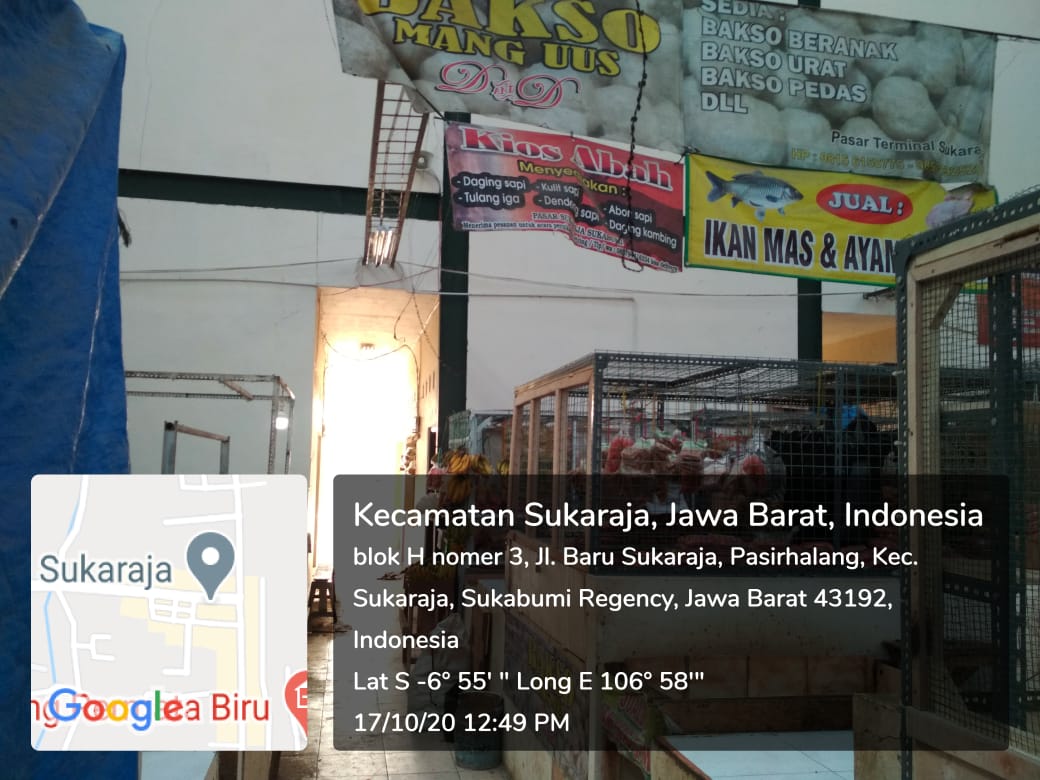 BAKSO
MANG UUS
D D
SEDIA :
BAKSO BERANAK
BAKSO URAT
BAKSO PEDAS
DLL
Pasar Terminal Sukara
Kios Abah
- Daging sapi
- Tulang iga
- Kulit sapi
- Abon sapi
- Daging kambing
JUAL :
IKAN MAS & AYAM
Sukaraja
Google
Biru
Kecamatan Sukaraja, Jawa Barat, Indonesia
blok H nomer 3, Jl. Baru Sukaraja, Pasirhalang, Kec.
Sukaraja, Sukabumi Regency, Jawa Barat 43192,
Indonesia
Lat S -6° 55' " Long E 106° 58'"
17/10/20 12:49 PM